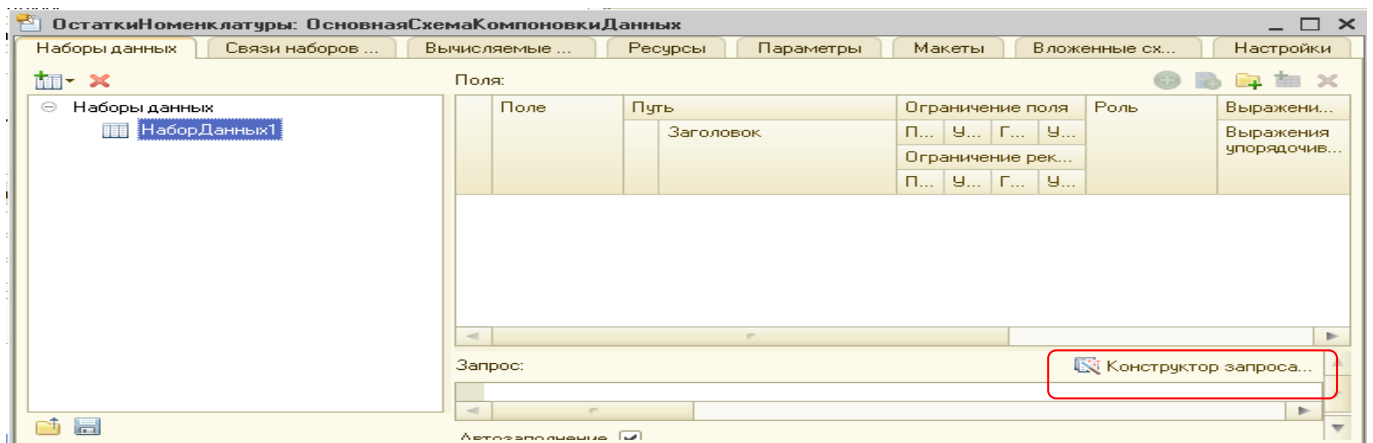 ОстаткиНоменклатуры: ОсновнаяСхемаКомпоновкиДанных
Наборы данных Связи наборов ... Вычисляемые ... Ресурсы Параметры Макеты Вложенные сх... Настройки
Поля:
Наборы данных
НаборДанных1
Поле Путь Ограничение поля Роль Выражени...
Заголовок П... У... Г... У... Выражения упорядочив...
Ограничение рек...
П... У... Г... У...
Запрос: Конструктор запроса...
Автозаполнение